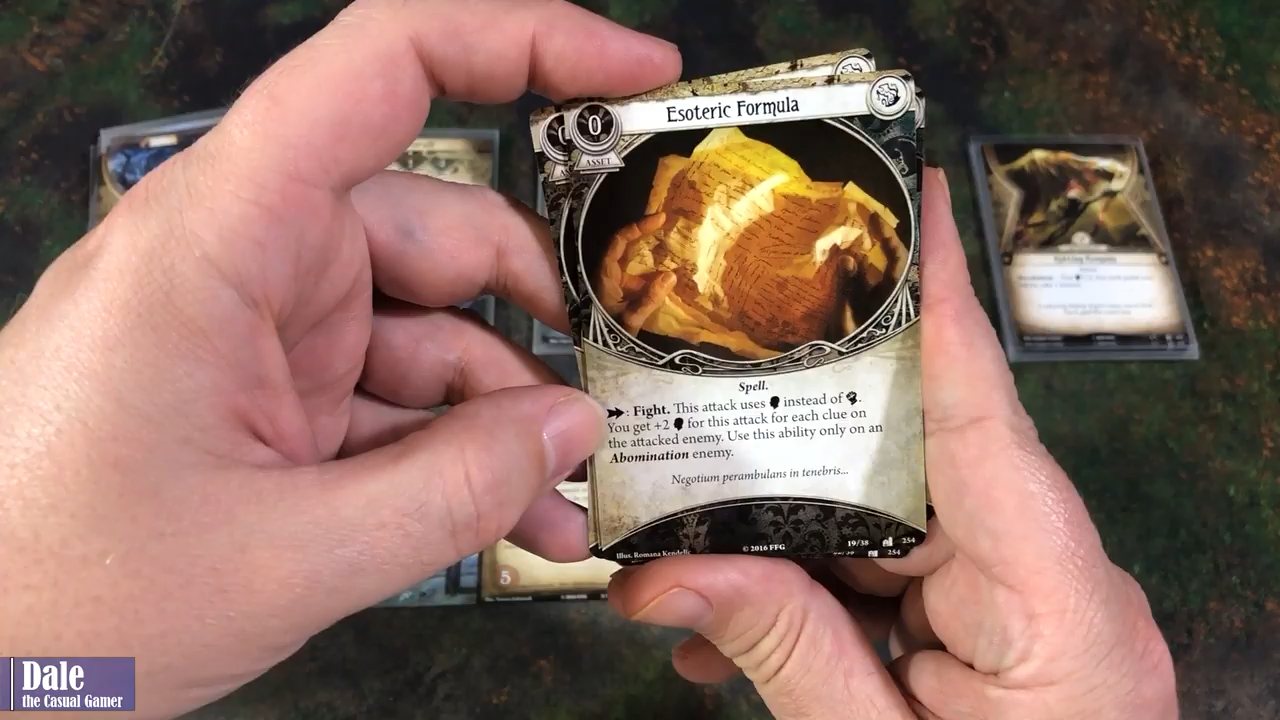 0
Esoteric Formula
ASSET
Spell.
: Fight. This attack uses instead of .
You get +2 for this attack for each clue on
the attacked enemy. Use this ability only on an
Abomination enemy.
Negotium perambulans in tenebris...
Illus. Romana Kendelic
© 2016 FFG
19/38
254
254
5
Dale
the Casual Gamer